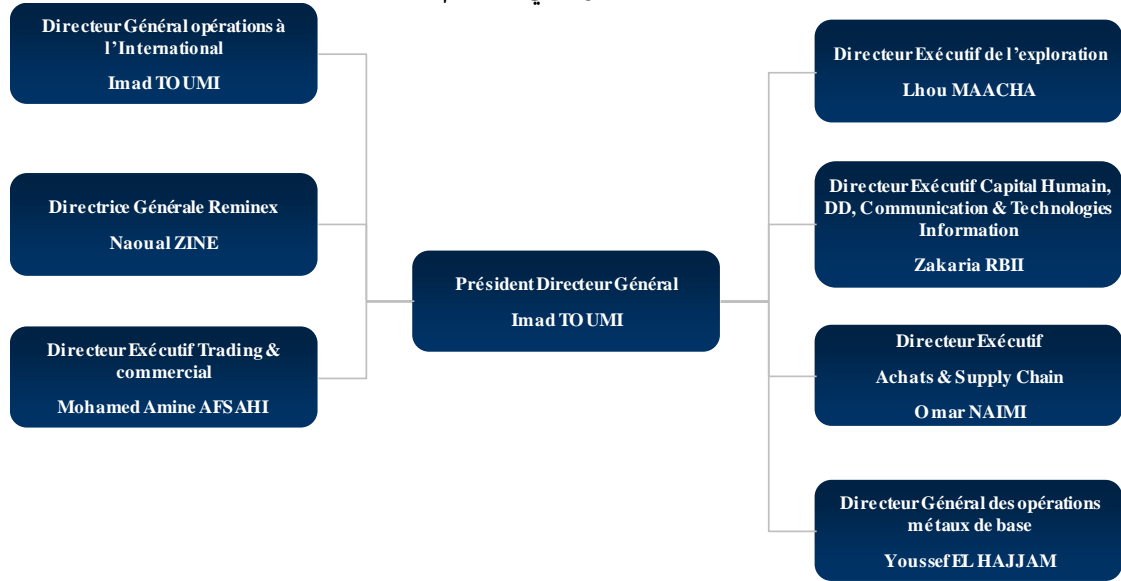 Directeur Général opérations à
l’International
Imad TOUMI
Directrice Générale Reminex
Naoual ZINE
Directeur Exécutif Trading &
commercial
Mohamed Amine AFSAHI
Président Directeur Général
Imad TOUMI
Directeur Exécutif de l’exploration
Lhou MAACHA
Directeur Exécutif Capital Humain,
DD, Communication & Technologies
Information
Zakaria RBII
Directeur Exécutif
Achats & Supply Chain
Omar NAIMI
Directeur Général des opérations
métaux de base
Youssef EL HAJJAM